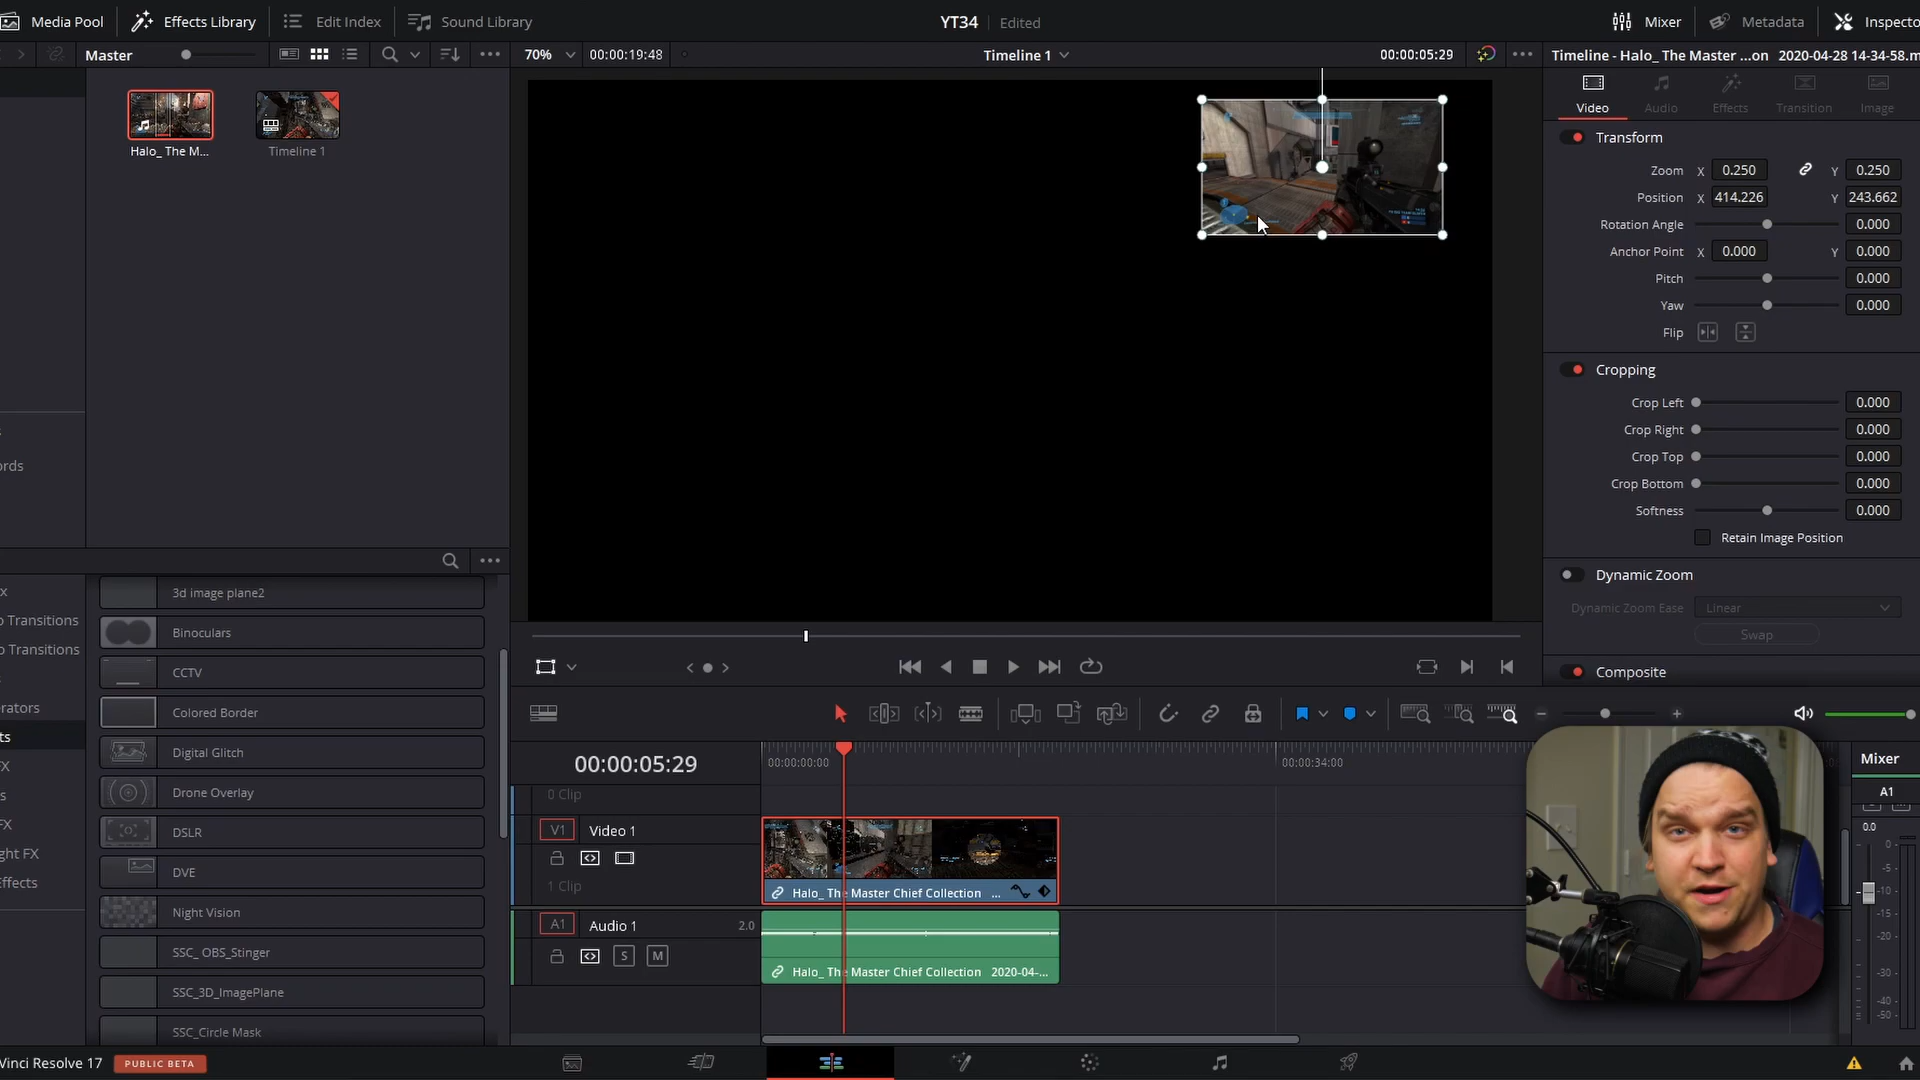 Media Pool
Effects Library
Edit Index
Sound Library
YT34
Edited
Mixer
Metadata
Inspecto
Master
70%
00:00:19:48
Timeline 1
00:00:05:29
Timeline - Halo_ The Master ...on 2020-04-28 14-34-58.m
Halo_ The M...
Timeline 1
Video
Audio
Effects
Transition
Image
Transform
Zoom X 0.250 Y 0.250
Position X 414.226 Y 243.662
Rotation Angle 0.000
Anchor Point X 0.000 Y 0.000
Pitch 0.000
Yaw 0.000
Flip
Cropping
Crop Left 0.000
Crop Right 0.000
Crop Top 0.000
Crop Bottom 0.000
Softness 0.000
Retain Image Position
Dynamic Zoom
Dynamic Zoom Ease Linear
Swap
Composite
ords
x
o Transitions
o Transitions
erators
ts
FX
s
FX
ght FX
Effects
3d image plane2
Binoculars
CCTV
Colored Border
Digital Glitch
Drone Overlay
DSLR
DVE
Night Vision
SSC_ OBS_Stinger
SSC_3D_ImagePlane
SSC_Circle Mask
00:00:05:29
00:00:00:00
00:00:34:00
0 Clip
V1 Video 1
1 Clip
Halo_ The Master Chief Collection ...
A1 Audio 1 2.0
S M
Halo_ The Master Chief Collection 2020-04-...
Mixer
A1
0.0
0
-5
-10
-15
-20
-30
-40
-50
Vinci Resolve 17
PUBLIC BETA